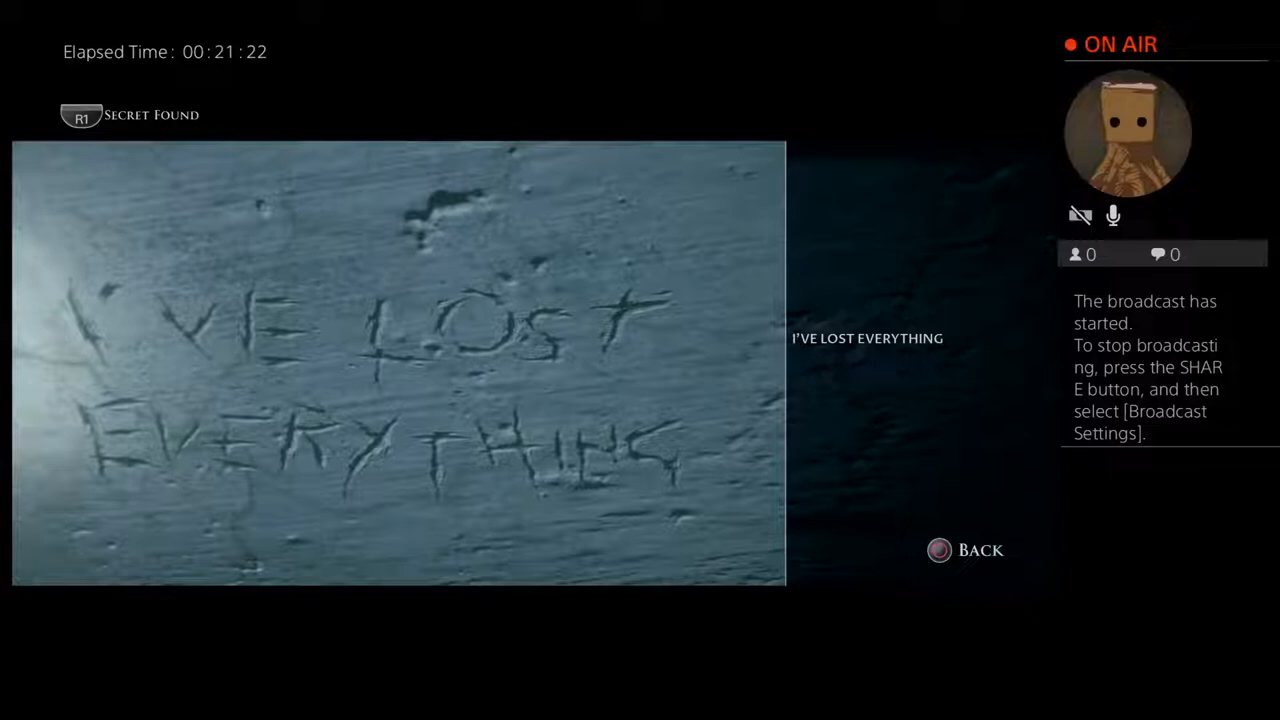 Elapsed Time: 00:21:22
ON AIR
R1 SECRET FOUND
I'VE LOST
EVERYTHING
I'VE LOST EVERYTHING
BACK
0 0
The broadcast has
started.
To stop broadcasti
ng, press the SHAR
E button, and then
select [Broadcast
Settings].